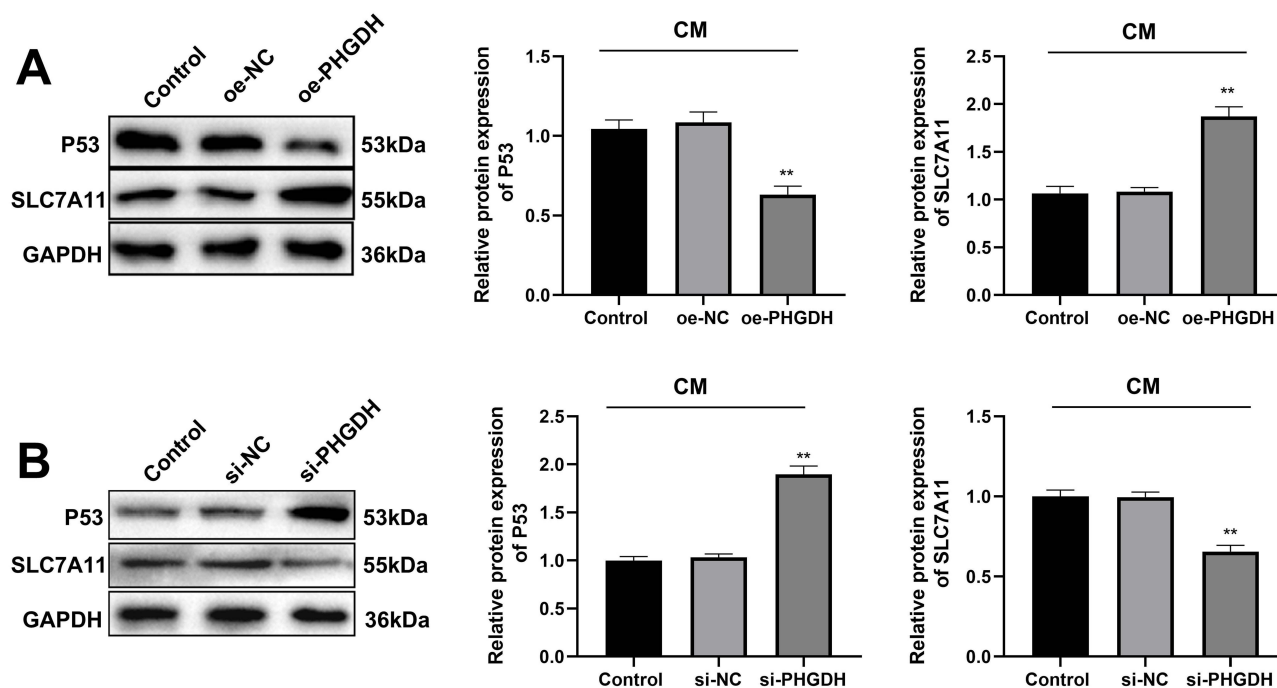 A
Control
oe-NC
oe-PHGDH
P53
53kDa
SLC7A11
55kDa
GAPDH
36kDa
CM
Relative protein expression
of P53
1.5
1.0
0.5
0.0
**
Control
oe-NC
oe-PHGDH
CM
Relative protein expression
of SLC7A11
2.5
2.0
1.5
1.0
0.5
0.0
**
Control
oe-NC
oe-PHGDH
B
Control
si-NC
si-PHGDH
P53
53kDa
SLC7A11
55kDa
GAPDH
36kDa
CM
Relative protein expression
of P53
2.5
2.0
1.5
1.0
0.5
0.0
**
Control
si-NC
si-PHGDH
CM
Relative protein expression
of SLC7A11
1.5
1.0
0.5
0.0
**
Control
si-NC
si-PHGDH